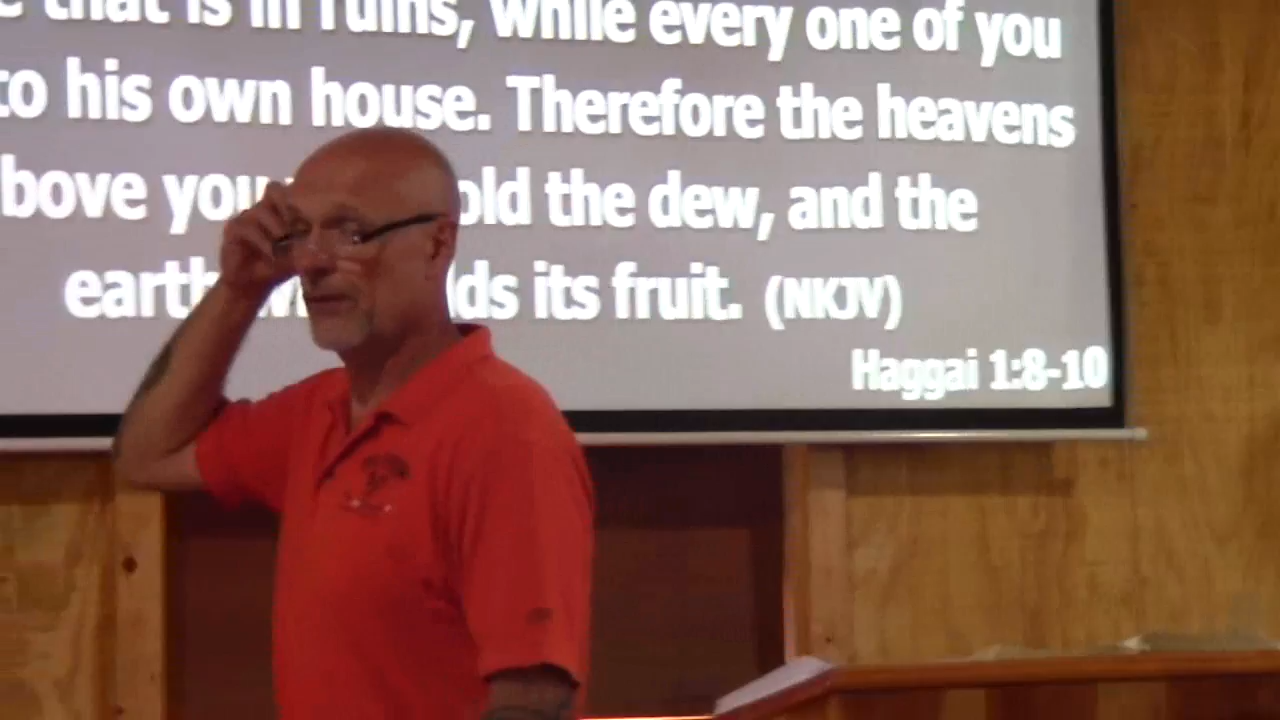 that is in ruins, while every one of you
to his own house. Therefore the heavens
bove you old the dew, and the
earth lds its fruit. (NKJV)
Haggai 1:8-10